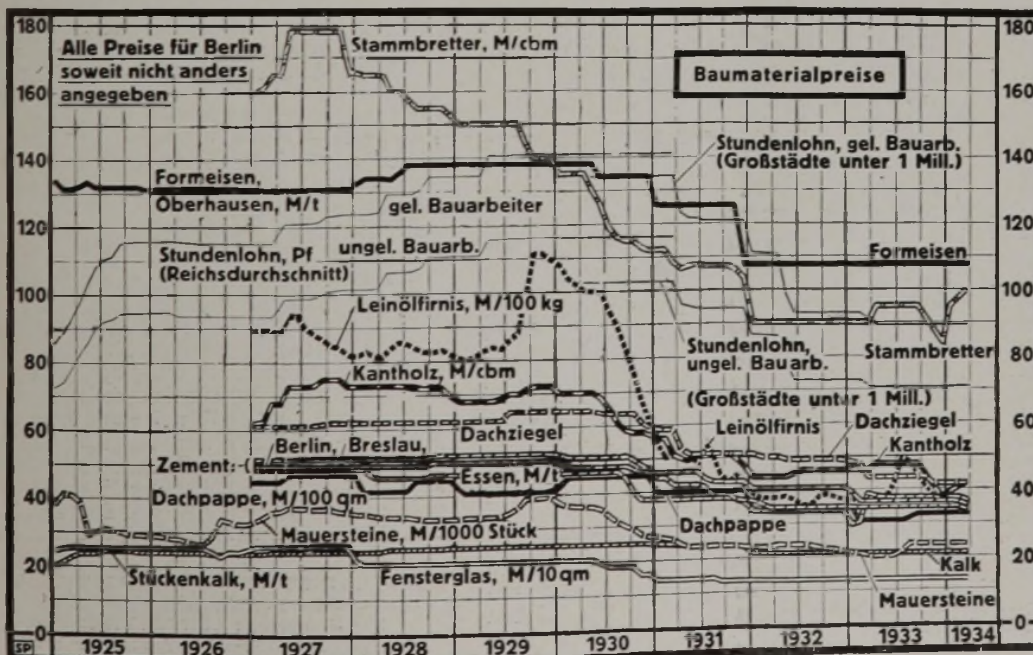 180
160
140
120
100
80
60
40
20
0
Alle Preise für Berlin
soweit nicht anders
angegeben
Stammbretter, M/cbm
Baumaterialpreise
Stundenlohn, gel. Bauarb.
(Großstädte unter 1 Mill.)
Formeisen,
Oberhausen, M/t
gel. Bauarbeiter
Stundenlohn, Pf
(Reichsdurchschnitt)
ungel. Bauarb.
Formeisen
Leinölfirnis, M/100 kg
Stundenlohn,
ungel. Bauarb.
(Großstädte unter 1 Mill.)
Stammbretter
Kantholz, M/cbm
Dachziegel
Leinölfirnis
Dachziegel
Kantholz
Zement:
Berlin,
Breslau,
Essen, M/t
Dachpappe, M/100 qm
Dachpappe
Mauersteine, M/1000 Stück
Stückenkalk, M/t
Fensterglas, M/10 qm
Kalk
Mauersteine
180
160
140
120
100
80
60
40
20
0
SP
1925
1926
1927
1928
1929
1930
1931
1932
1933
1934